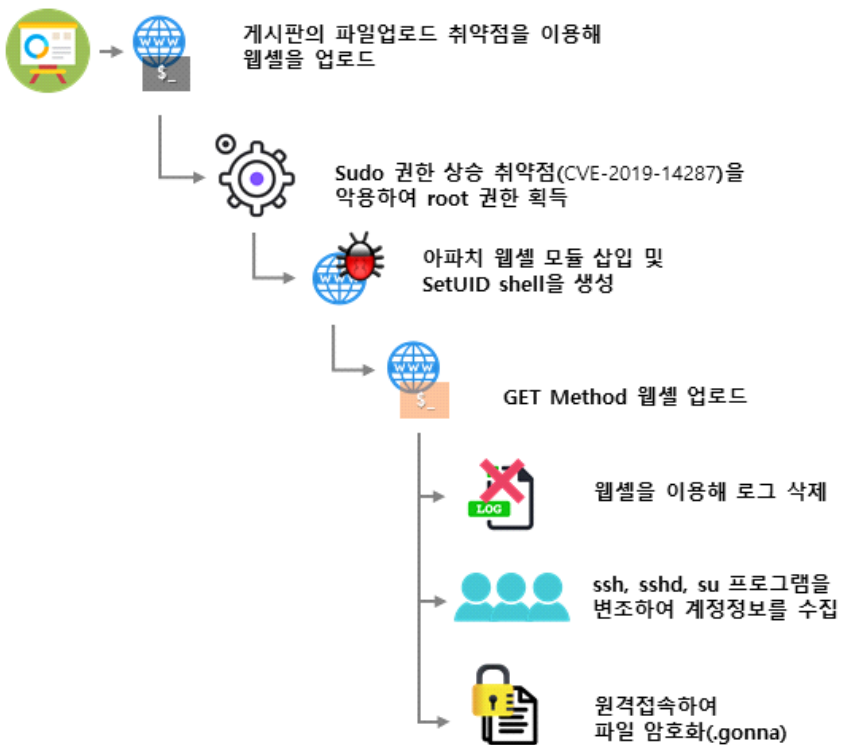 WWW
$_
게시판의 파일업로드 취약점을 이용해
웹셸을 업로드
Sudo 권한 상승 취약점(CVE-2019-14287)을
악용하여 root 권한 획득
WWW
아파치 웹셸 모듈 삽입 및
SetUID shell을 생성
WWW
$_
GET Method 웹셸 업로드
LOG
웹셸을 이용해 로그 삭제
ssh, sshd, su 프로그램을
변조하여 계정정보를 수집
원격접속하여
파일 암호화(.gonna)